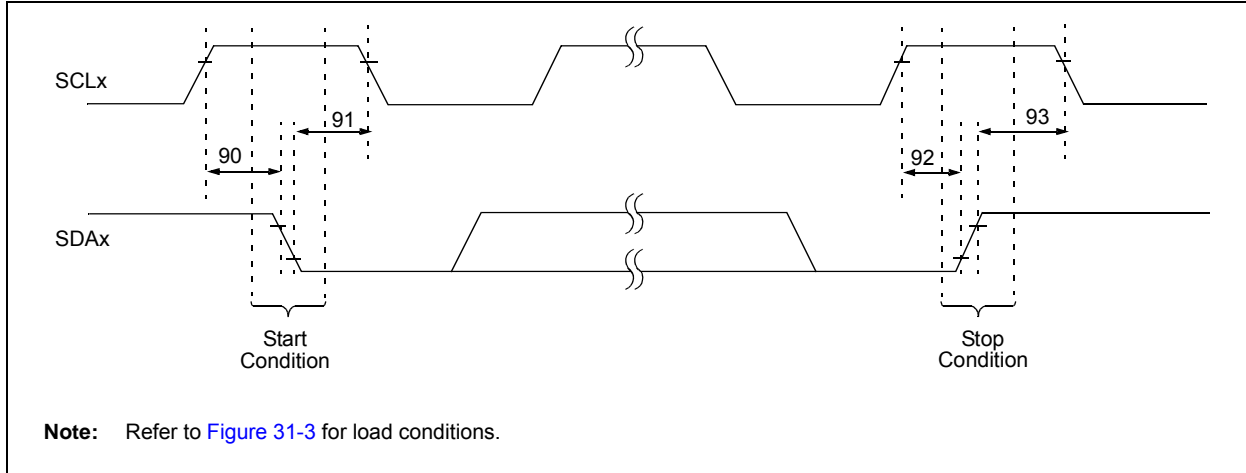 SCLx
91
93
90
92
SDAx
Start
Condition
Stop
Condition
Note: Refer to Figure 31-3 for load conditions.